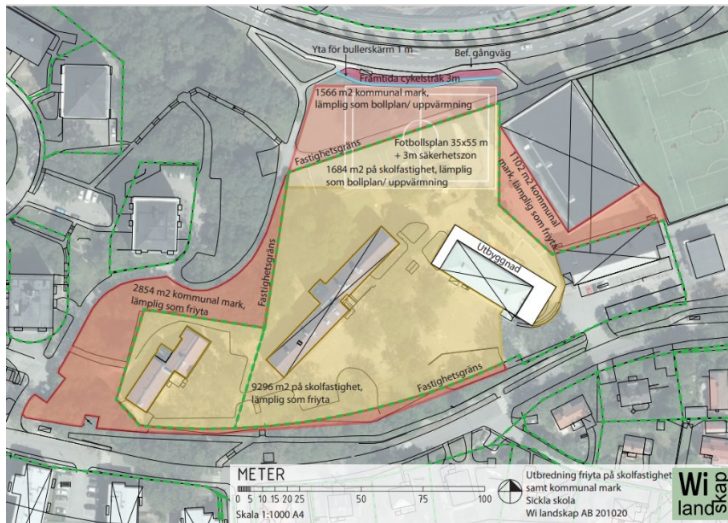 Yta för bullerskärm 1 m
Bef. gångväg
Framtida cykelstråk 3m
1566 m2 kommunal mark,
lämplig som bollplan/ uppvärmning
Fastighetsgräns
Fotbollsplan 35x55 m
+ 3m säkerhetszon
1684 m2 på skolfastighet, lämplig
som bollplan/ uppvärmning
1102 m2 kommunal
mark, lämplig som friyta
Utbyggnad
Fastighetsgräns
2854 m2 kommunal mark,
lämplig som friyta
9296 m2 på skolfastighet,
lämplig som friyta
Fastighetsgräns
METER
0 5 10 15 20 25 50 100
Skala 1:1000 A4
Utbredning friyta på skolfastighet
samt kommunal mark
Sickla skola
Wi landskap AB 201020
Wi
landskap